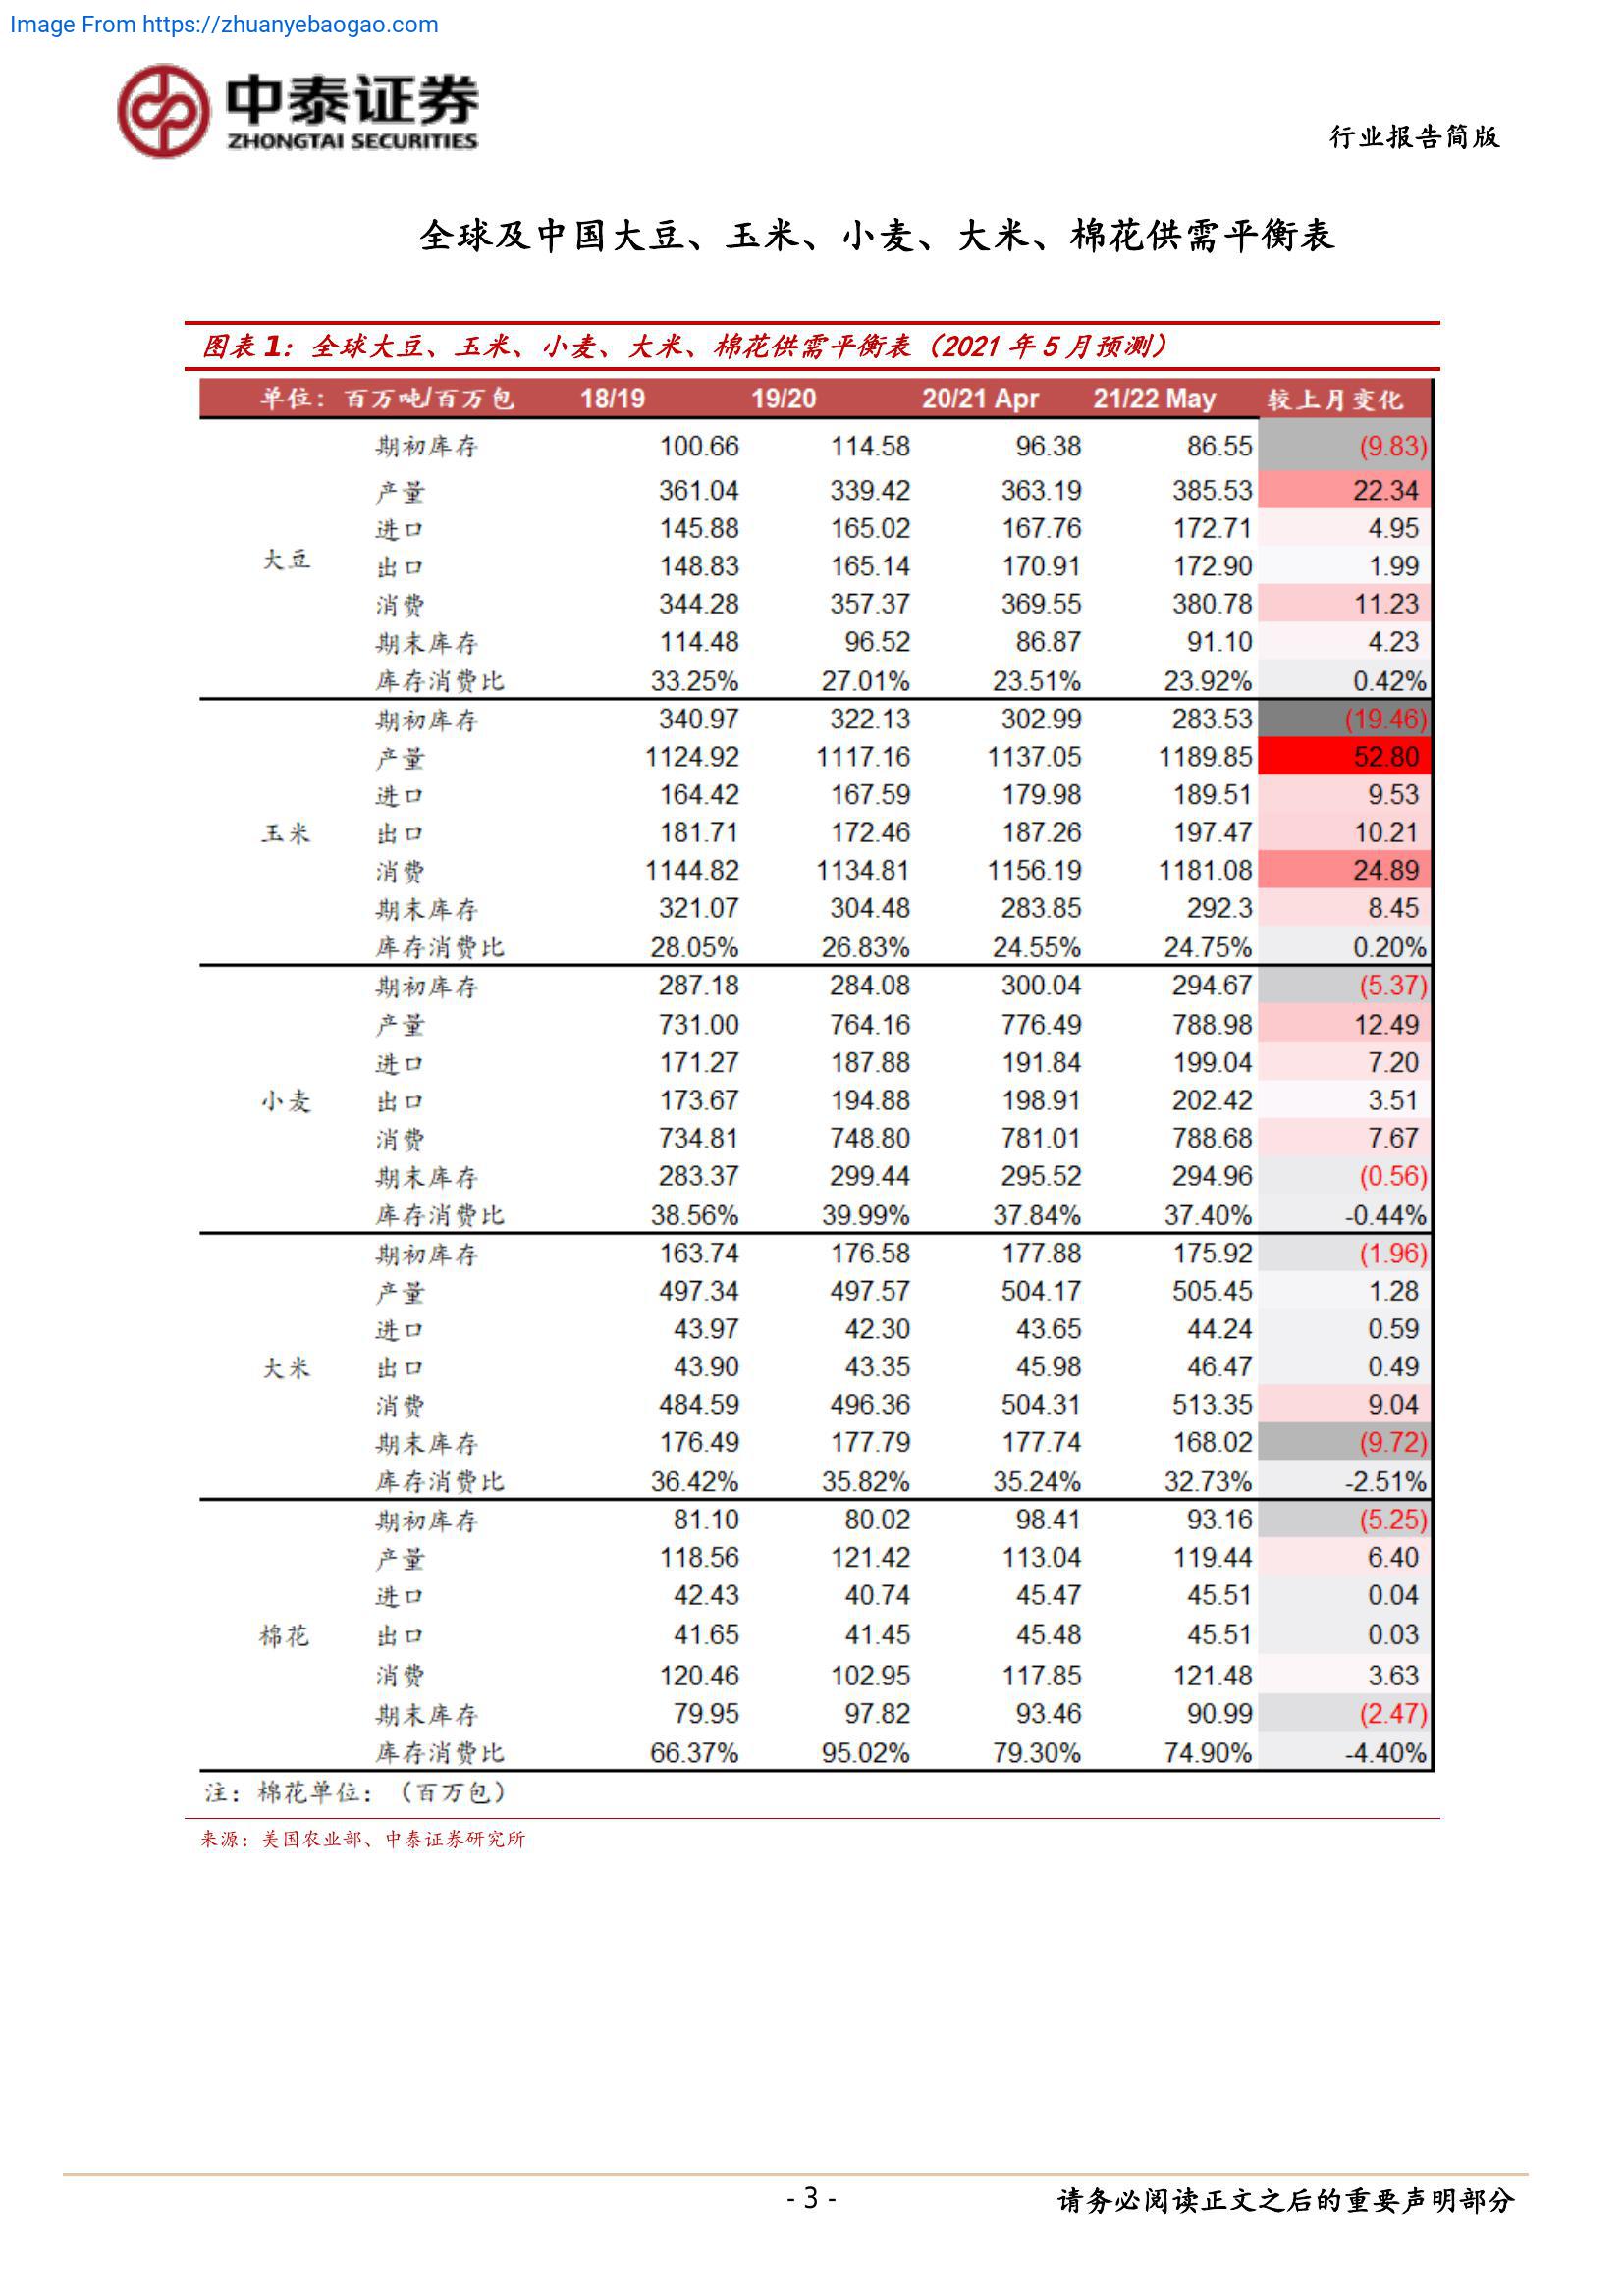 Image From https://zhuanyebaogao.com
中泰证券
ZHONGTAI SECURITIES
行业报告简版
全球及中国大豆、玉米、小麦、大米、棉花供需平衡表
图表 1：全球大豆、玉米、小麦、大米、棉花供需平衡表（2021 年 5 月预测）
单位：百万吨/百万包 18/19 19/20 20/21 Apr 21/22 May 较上月变化
期初库存 100.66 114.58 96.38 86.55 (9.83)
产量 361.04 339.42 363.19 385.53 22.34
进口 145.88 165.02 167.76 172.71 4.95
大豆 出口 148.83 165.14 170.91 172.90 1.99
消费 344.28 357.37 369.55 380.78 11.23
期末库存 114.48 96.52 86.87 91.10 4.23
库存消费比 33.25% 27.01% 23.51% 23.92% 0.42%
期初库存 340.97 322.13 302.99 283.53 (19.46)
产量 1124.92 1117.16 1137.05 1189.85 52.80
进口 164.42 167.59 179.98 189.51 9.53
玉米 出口 181.71 172.46 187.26 197.47 10.21
消费 1144.82 1134.81 1156.19 1181.08 24.89
期末库存 321.07 304.48 283.85 292.3 8.45
库存消费比 28.05% 26.83% 24.55% 24.75% 0.20%
期初库存 287.18 284.08 300.04 294.67 (5.37)
产量 731.00 764.16 776.49 788.98 12.49
进口 171.27 187.88 191.84 199.04 7.20
小麦 出口 173.67 194.88 198.91 202.42 3.51
消费 734.81 748.80 781.01 788.68 7.67
期末库存 283.37 299.44 295.52 294.96 (0.56)
库存消费比 38.56% 39.99% 37.84% 37.40% -0.44%
期初库存 163.74 176.58 177.88 175.92 (1.96)
产量 497.34 497.57 504.17 505.45 1.28
进口 43.97 42.30 43.65 44.24 0.59
大米 出口 43.90 43.35 45.98 46.47 0.49
消费 484.59 496.36 504.31 513.35 9.04
期末库存 176.49 177.79 177.74 168.02 (9.72)
库存消费比 36.42% 35.82% 35.24% 32.73% -2.51%
期初库存 81.10 80.02 98.41 93.16 (5.25)
产量 118.56 121.42 113.04 119.44 6.40
进口 42.43 40.74 45.47 45.51 0.04
棉花 出口 41.65 41.45 45.48 45.51 0.03
消费 120.46 102.95 117.85 121.48 3.63
期末库存 79.95 97.82 93.46 90.99 (2.47)
库存消费比 66.37% 95.02% 79.30% 74.90% -4.40%
注：棉花单位：（百万包）
来源：美国农业部、中泰证券研究所
- 3 -
请务必阅读正文之后的重要声明部分